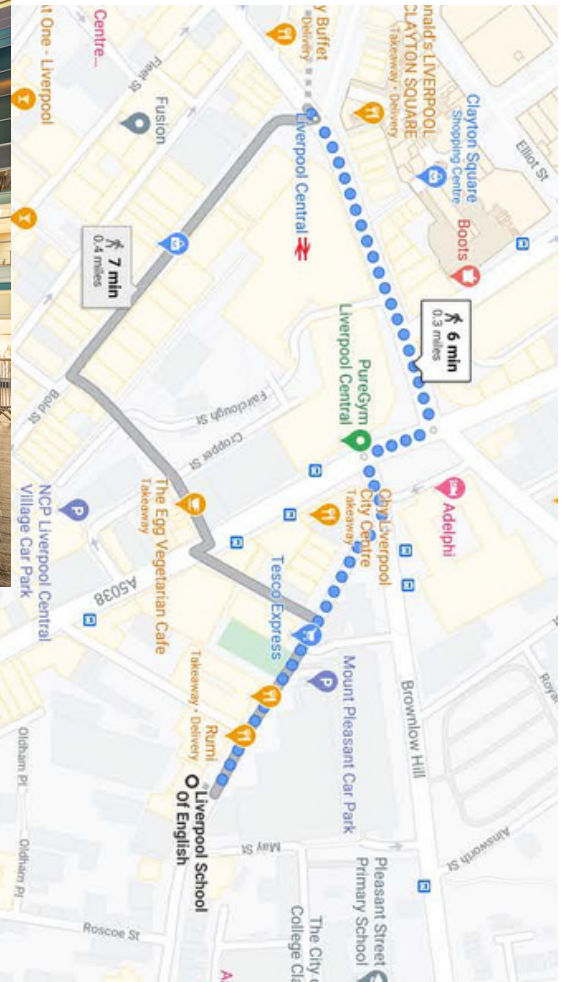 Elliot St
Ainsworth St
Clayton Square
Shopping Centre
Boots
6 min
0.3 miles
Adelphi
Brownlow Hill
Pleasant Street
Primary School
LIVERPOOL
CLAYTON SQUARE
Takeaway • Delivery
PureGym
Liverpool Central
City Centre
Takeaway
Mount Pleasant Car Park
The City
College
Buffet
Delivery
Liverpool Central
Tesco Express
May St
Fairclough St
Cropper St
Rumi
Takeaway • Delivery
Liverpool School
Of English
Fusion
Fleet St
The Egg Vegetarian Cafe
Takeaway
Roscoe St
Centre...
7 min
0.4 miles
A5038
Bold St
NCP Liverpool Central
Village Car Park
Oldham Pl
Oldham Pl
At One - Liverpool